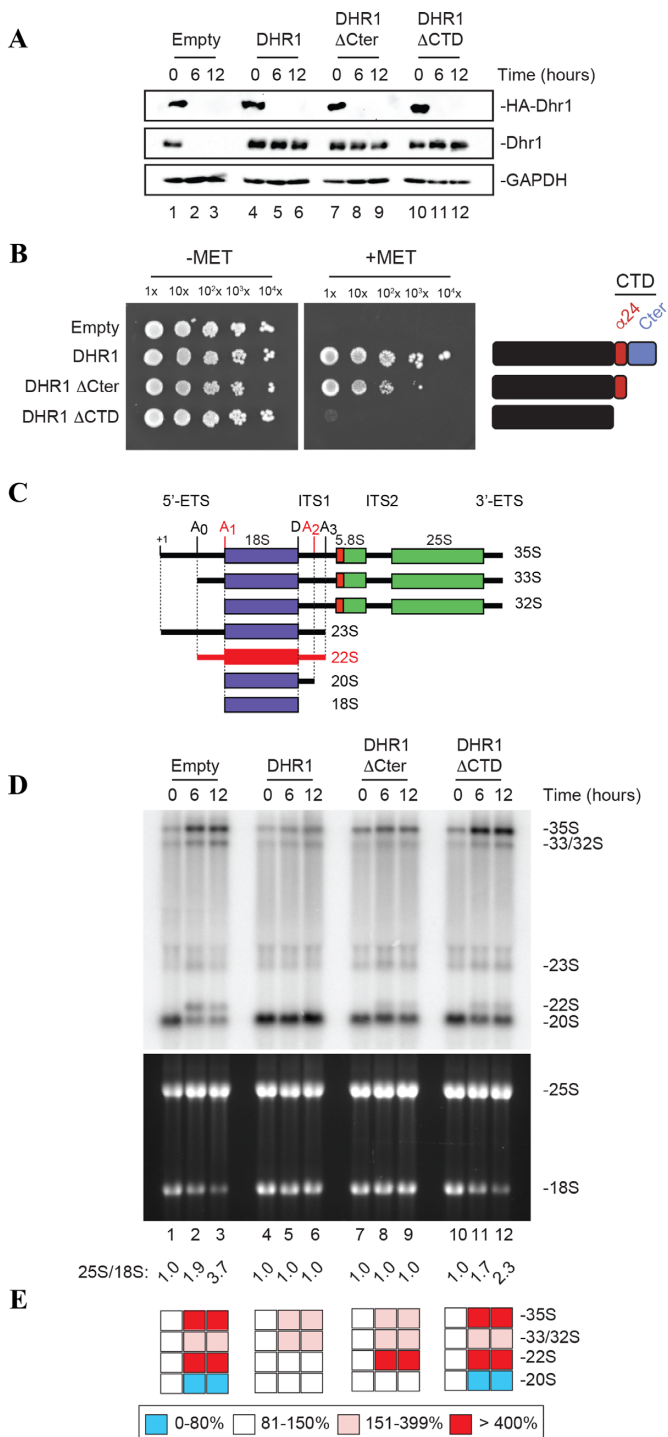 A
Empty DHR1 DHR1 ΔCter DHR1 ΔCTD
0 6 12 0 6 12 0 6 12 0 6 12 Time (hours)
-HA-Dhr1
-Dhr1
-GAPDH
1 2 3 4 5 6 7 8 9 10 11 12
B
-MET +MET
1x 10x 10²x 10³x 10⁴x 1x 10x 10²x 10³x 10⁴x
CTD
α24 Cter
Empty
DHR1
DHR1 ΔCter
DHR1 ΔCTD
C
5'-ETS ITS1 ITS2 3'-ETS
+1 A0 A1 18S D A2 A3 5.8S 25S
35S
33S
32S
23S
22S
20S
18S
D
Empty DHR1 DHR1 ΔCter DHR1 ΔCTD
0 6 12 0 6 12 0 6 12 0 6 12 Time (hours)
-35S
-33/32S
-23S
-22S
-20S
-25S
-18S
1 2 3 4 5 6 7 8 9 10 11 12
25S/18S: 1.0 1.9 3.7 1.0 1.0 1.0 1.0 1.0 1.0 1.0 1.7 2.3
E
-35S
-33/32S
-22S
-20S
0-80% 81-150% 151-399% > 400%